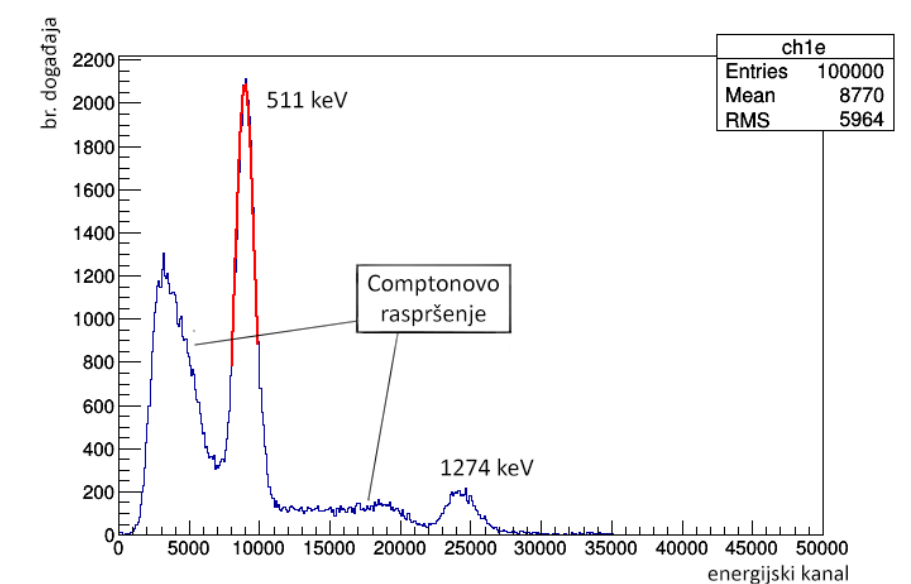 br. događaja
2200
2000
1800
1600
1400
1200
1000
800
600
400
200
0
511 keV
ch1e
Entries 100000
Mean 8770
RMS 5964
Comptonovo
raspršenje
1274 keV
0 5000 10000 15000 20000 25000 30000 35000 40000 45000 50000
energijski kanal